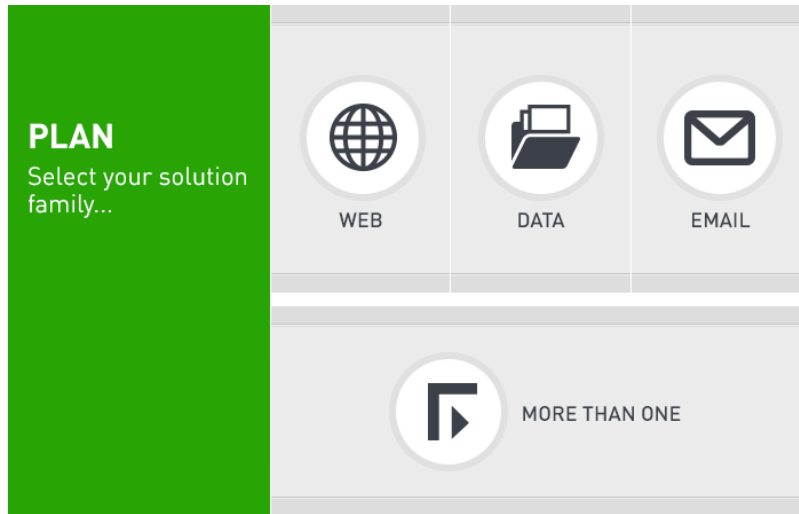 PLAN
Select your solution
family...
WEB
DATA
EMAIL
MORE THAN ONE